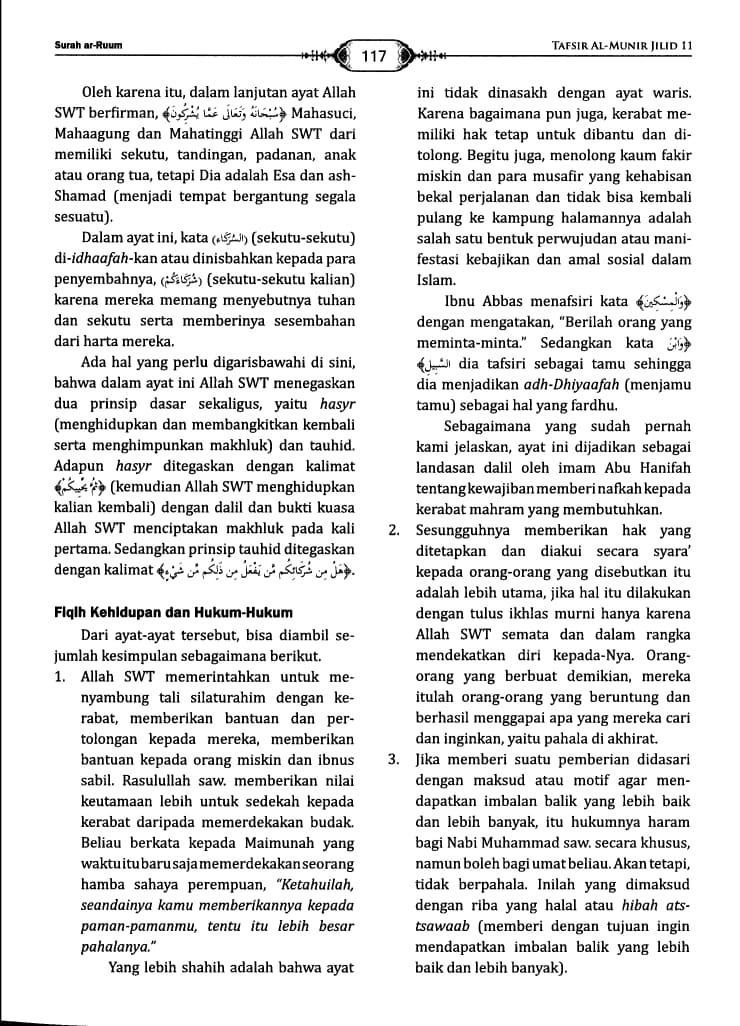 Surah ar-Ruum
117
TAFSIR AL-MUNIR JILID 11
Oleh karena itu, dalam lanjutan ayat Allah
SWT berfirman, ﴿سُبْحَانَهُ وَتَعَالَى عَمَّا يُشْرِكُونَ﴾ Mahasuci,
Mahaagung dan Mahatinggi Allah SWT dari
memiliki sekutu, tandingan, padanan, anak
atau orang tua, tetapi Dia adalah Esa dan ash-
Shamad (menjadi tempat bergantung segala
sesuatu).
Dalam ayat ini, kata (الشُّرَكَاء) (sekutu-sekutu)
di-idhaafah-kan atau dinisbahkan kepada para
penyembahnya, (شُرَكَاءَكُمْ) (sekutu-sekutu kalian)
karena mereka memang menyebutnya tuhan
dan sekutu serta memberinya sesembahan
dari harta mereka.
Ada hal yang perlu digarisbawahi di sini,
bahwa dalam ayat ini Allah SWT menegaskan
dua prinsip dasar sekaligus, yaitu hasyr
(menghidupkan dan membangkitkan kembali
serta menghimpunkan makhluk) dan tauhid.
Adapun hasyr ditegaskan dengan kalimat
﴿ثُمَّ يُحْيِيكُمْ﴾ (kemudian Allah SWT menghidupkan
kalian kembali) dengan dalil dan bukti kuasa
Allah SWT menciptakan makhluk pada kali
pertama. Sedangkan prinsip tauhid ditegaskan
dengan kalimat ﴿هَلْ مِن شُرَكَائِكُم مَّن يَفْعَلُ مِن ذَلِكُم مِّن شَيْءٍ﴾.
Fiqih Kehidupan dan Hukum-Hukum
Dari ayat-ayat tersebut, bisa diambil se-
jumlah kesimpulan sebagaimana berikut.
1. Allah SWT memerintahkan untuk me-
nyambung tali silaturahim dengan ke-
rabat, memberikan bantuan dan per-
tolongan kepada mereka, memberikan
bantuan kepada orang miskin dan ibnus
sabil. Rasulullah saw. memberikan nilai
keutamaan lebih untuk sedekah kepada
kerabat daripada memerdekakan budak.
Beliau berkata kepada Maimunah yang
waktu itu baru saja memerdekakan seorang
hamba sahaya perempuan, "Ketahuilah,
seandainya kamu memberikannya kepada
paman-pamanmu, tentu itu lebih besar
pahalanya."
Yang lebih shahih adalah bahwa ayat
ini tidak dinasakh dengan ayat waris.
Karena bagaimana pun juga, kerabat me-
miliki hak tetap untuk dibantu dan di-
tolong. Begitu juga, menolong kaum fakir
miskin dan para musafir yang kehabisan
bekal perjalanan dan tidak bisa kembali
pulang ke kampung halamannya adalah
salah satu bentuk perwujudan atau mani-
festasi kebajikan dan amal sosial dalam
Islam.
Ibnu Abbas menafsiri kata ﴿وَالْمِسْكِينَ﴾
dengan mengatakan, "Berilah orang yang
meminta-minta." Sedangkan kata ﴿وَابْنَ
السَّبِيلِ﴾ dia tafsiri sebagai tamu sehingga
dia menjadikan adh-Dhiyaafah (menjamu
tamu) sebagai hal yang fardhu.
Sebagaimana yang sudah pernah
kami jelaskan, ayat ini dijadikan sebagai
landasan dalil oleh imam Abu Hanifah
tentang kewajiban memberi nafkah kepada
kerabat mahram yang membutuhkan.
2. Sesungguhnya memberikan hak yang
ditetapkan dan diakui secara syara'
kepada orang-orang yang disebutkan itu
adalah lebih utama, jika hal itu dilakukan
dengan tulus ikhlas murni hanya karena
Allah SWT semata dan dalam rangka
mendekatkan diri kepada-Nya. Orang-
orang yang berbuat demikian, mereka
itulah orang-orang yang beruntung dan
berhasil menggapai apa yang mereka cari
dan inginkan, yaitu pahala di akhirat.
3. Jika memberi suatu pemberian didasari
dengan maksud atau motif agar men-
dapatkan imbalan balik yang lebih baik
dan lebih banyak, itu hukumnya haram
bagi Nabi Muhammad saw. secara khusus,
namun boleh bagi umat beliau. Akan tetapi,
tidak berpahala. Inilah yang dimaksud
dengan riba yang halal atau hibah ats-
tsawaab (memberi dengan tujuan ingin
mendapatkan imbalan balik yang lebih
baik dan lebih banyak).